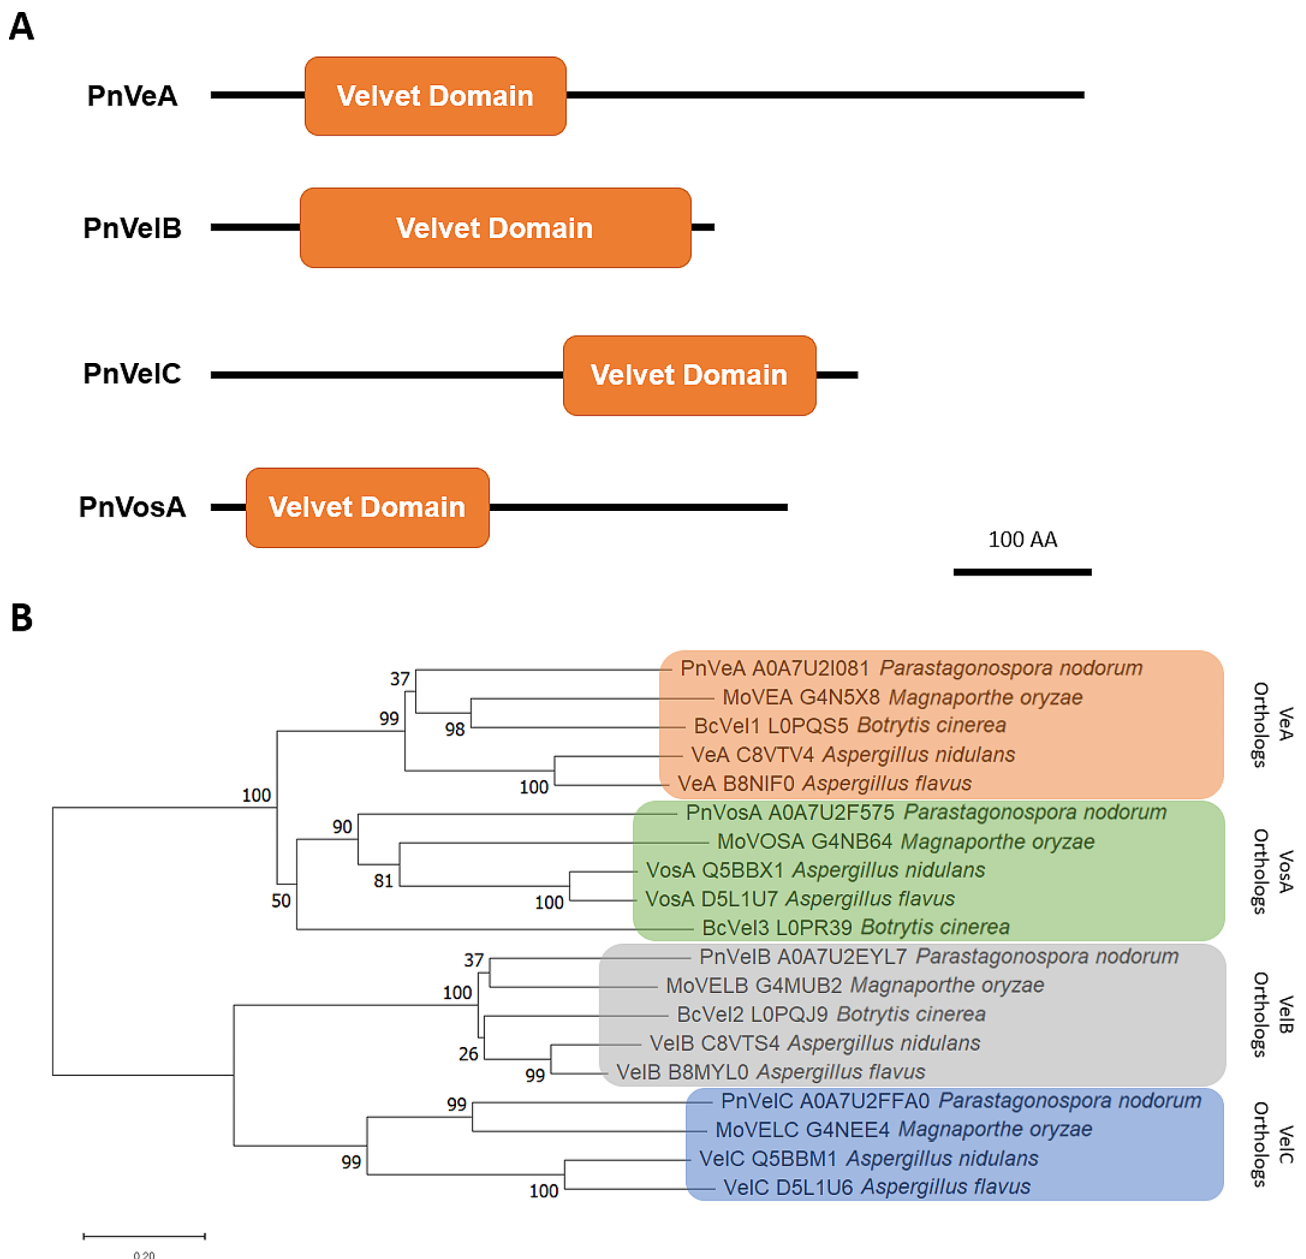 A
PnVeA
Velvet Domain
PnVelB
Velvet Domain
PnVelC
Velvet Domain
PnVosA
Velvet Domain
100 AA
B
37
99
98
100
100
90
81
100
50
37
100
26
99
99
99
100
PnVeA A0A7U2I081 Parastagonospora nodorum
MoVEA G4N5X8 Magnaporthe oryzae
BcVel1 L0PQS5 Botrytis cinerea
VeA C8VTV4 Aspergillus nidulans
VeA B8NIF0 Aspergillus flavus
VeA Orthologs
PnVosA A0A7U2F575 Parastagonospora nodorum
MoVOSA G4NB64 Magnaporthe oryzae
VosA Q5BBX1 Aspergillus nidulans
VosA D5L1U7 Aspergillus flavus
BcVel3 L0PR39 Botrytis cinerea
VosA Orthologs
PnVelB A0A7U2EYL7 Parastagonospora nodorum
MoVELB G4MUB2 Magnaporthe oryzae
BcVel2 L0PQJ9 Botrytis cinerea
VelB C8VTS4 Aspergillus nidulans
VelB B8MYL0 Aspergillus flavus
VelB Orthologs
PnVelC A0A7U2FFA0 Parastagonospora nodorum
MoVELC G4NEE4 Magnaporthe oryzae
VelC Q5BBM1 Aspergillus nidulans
VelC D5L1U6 Aspergillus flavus
VelC Orthologs
0.20